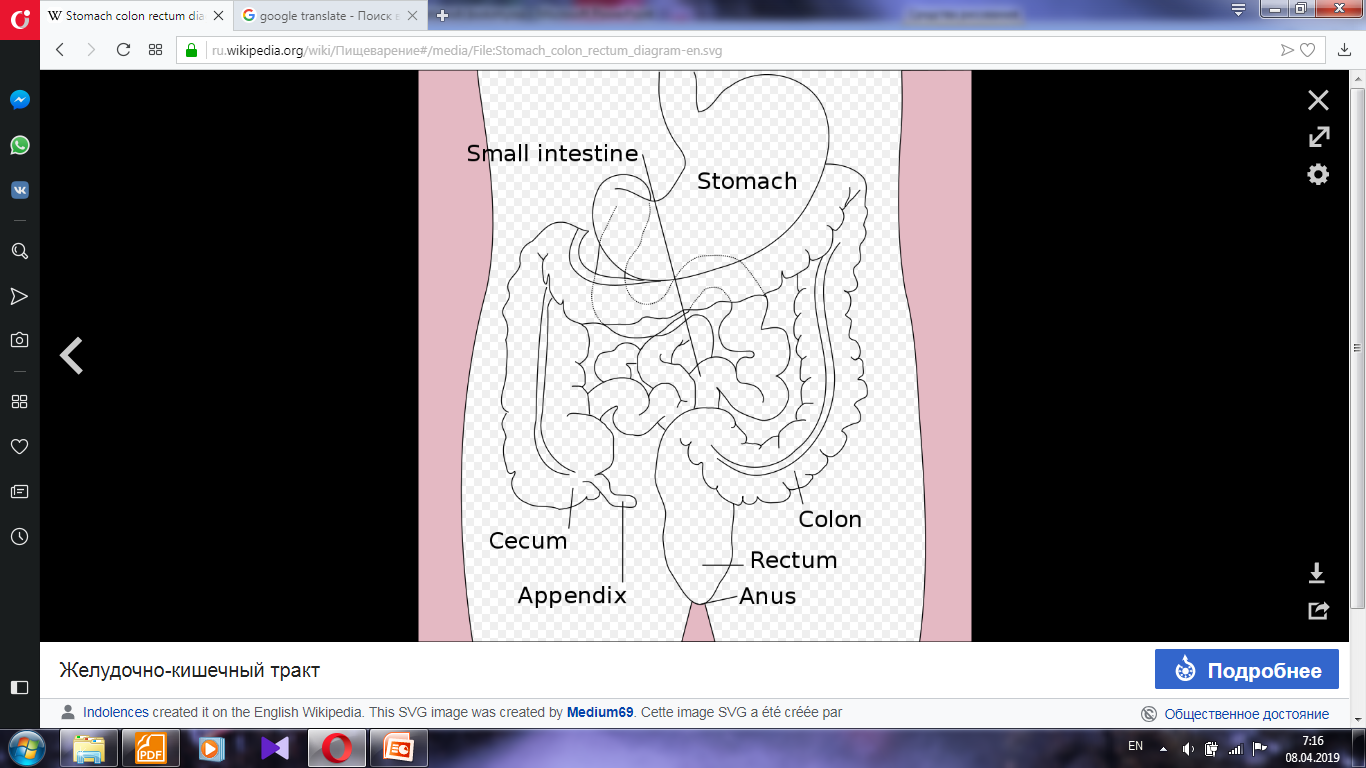 Stomach colon rectum dia
google translate - Поиск в
ru.wikipedia.org/wiki/Пищеварение#/media/File:Stomach_colon_rectum_diagram-en.svg
Small intestine
Stomach
Colon
Cecum
Rectum
Appendix
Anus
Желудочно-кишечный тракт
Подробнее
Indolences created it on the English Wikipedia. This SVG image was created by Medium69. Cette image SVG a été créée par
Общественное достояние
EN
7:16
08.04.2019